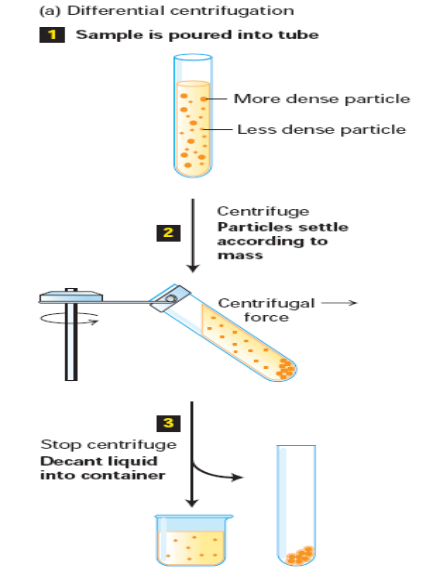 (a) Differential centrifugation
1 Sample is poured into tube
More dense particle
Less dense particle
2
Centrifuge
Particles settle
according to
mass
Centrifugal
force
3
Stop centrifuge
Decant liquid
into container